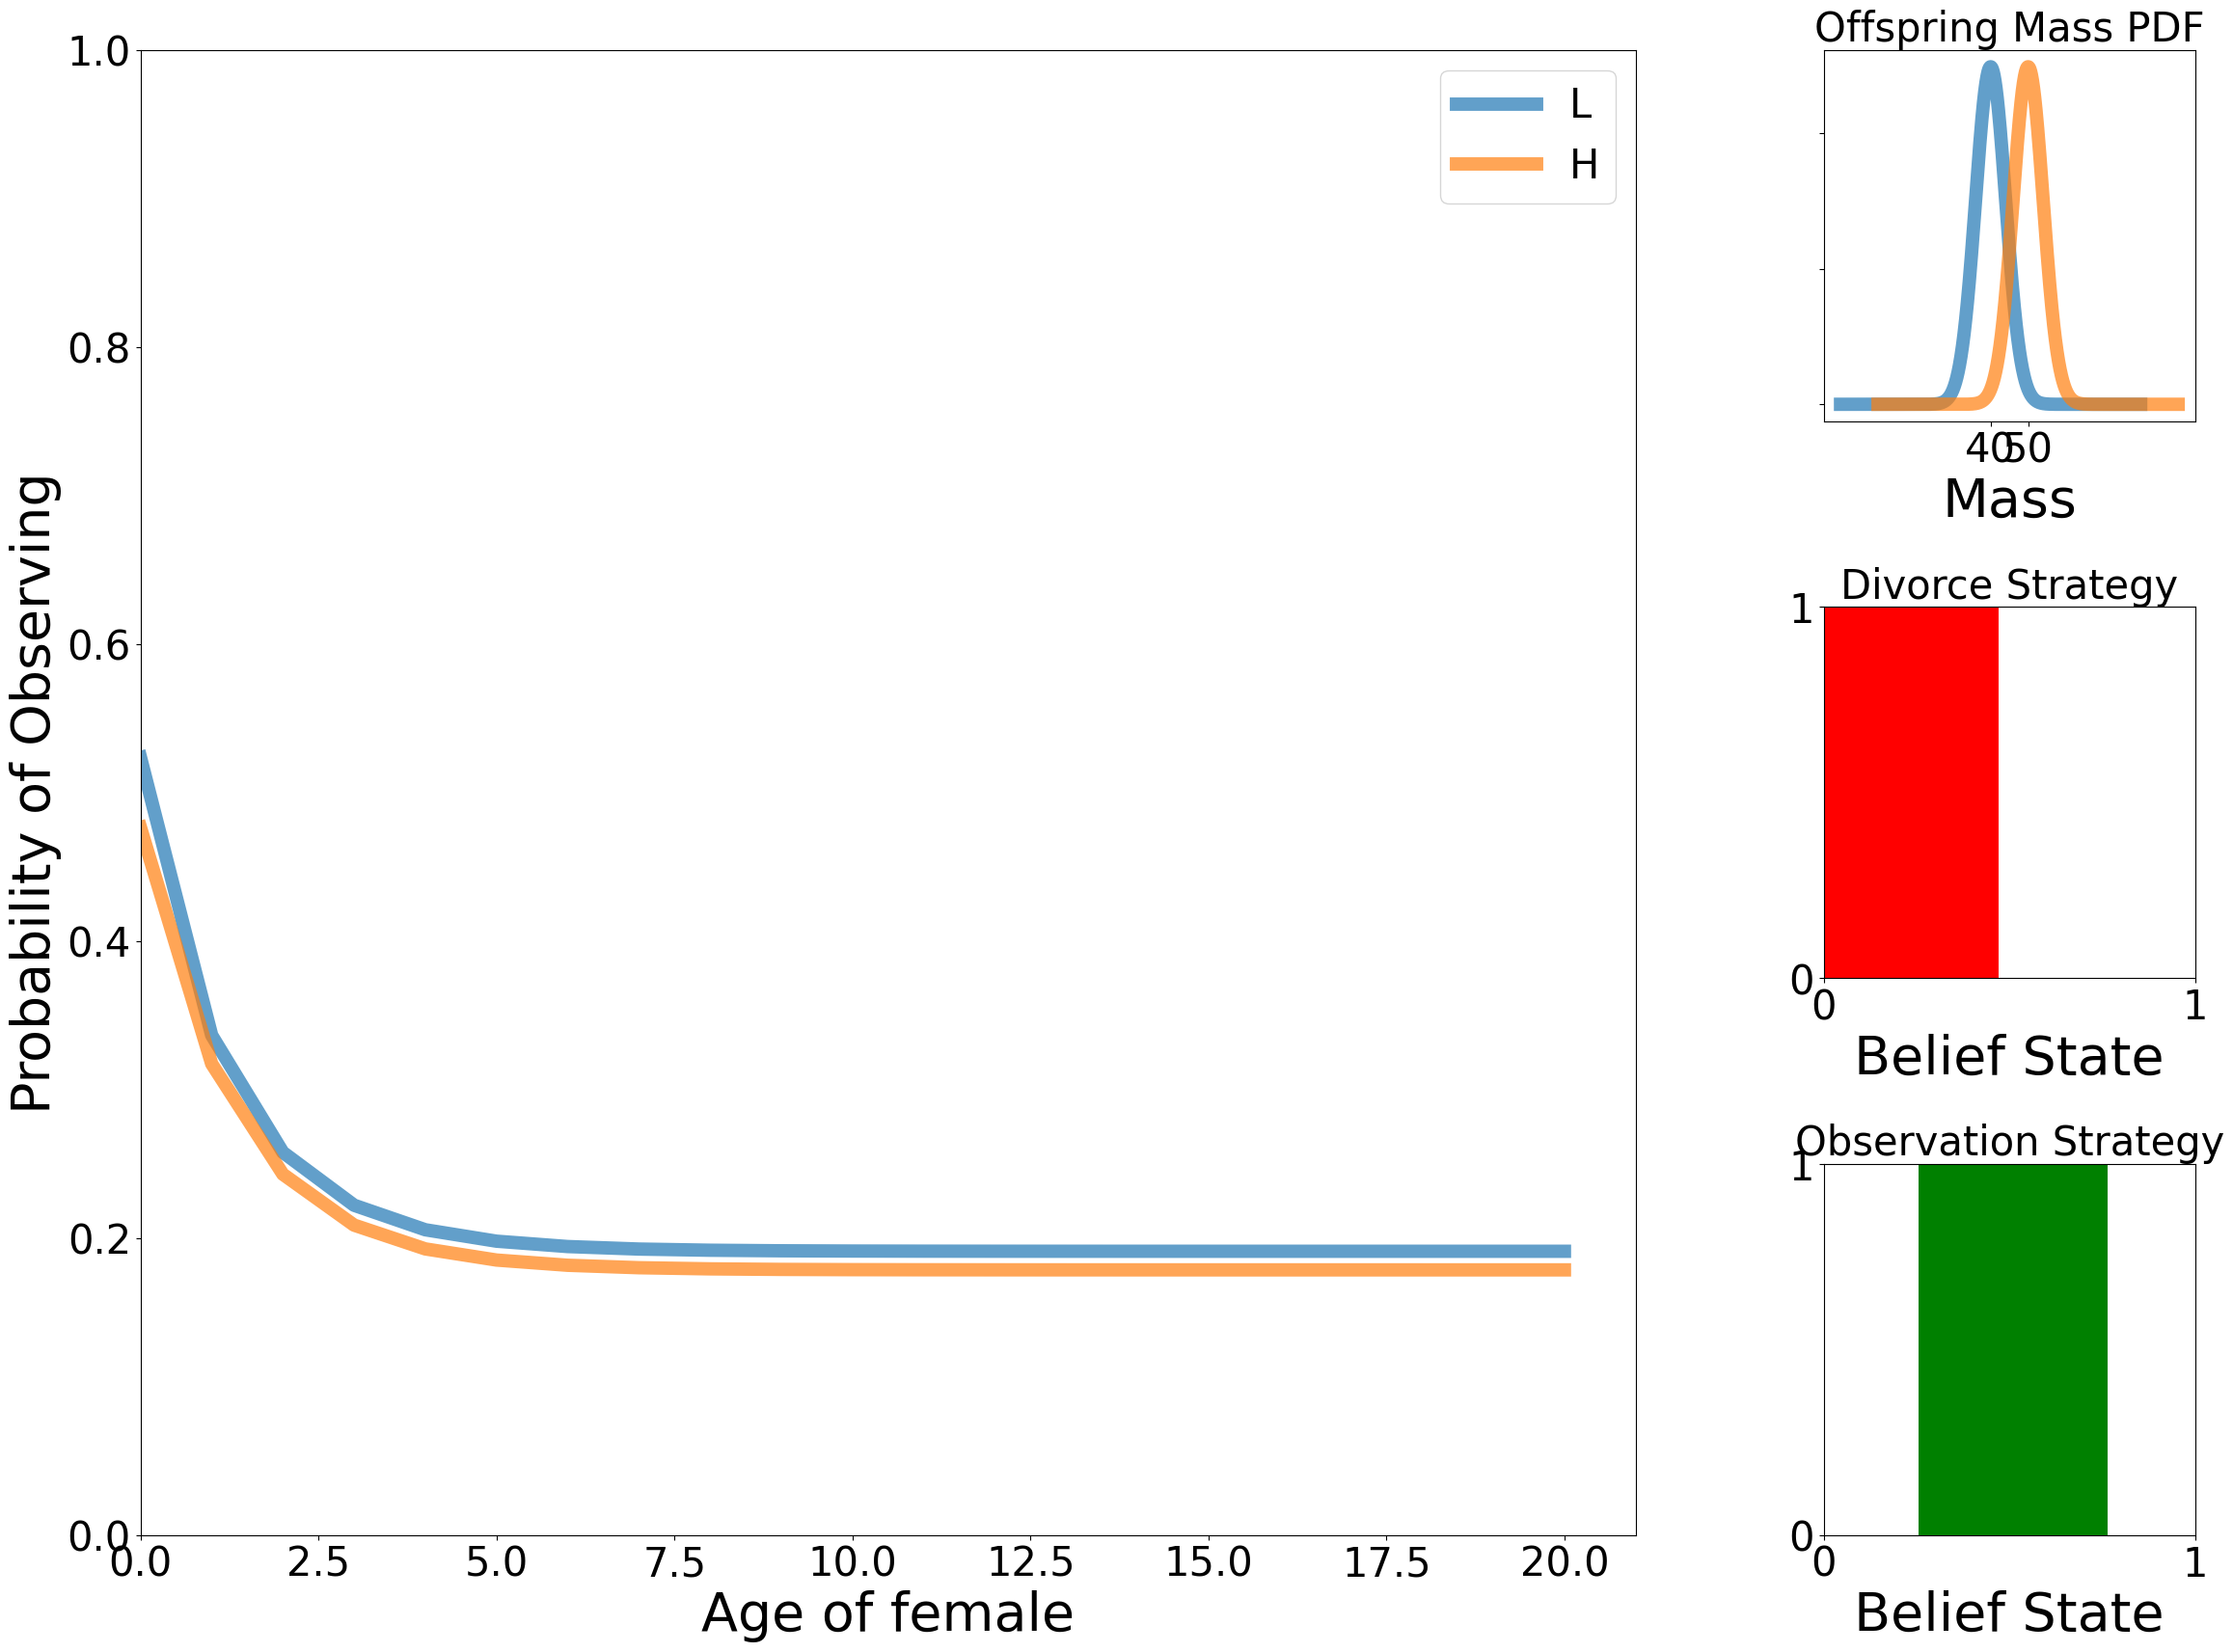 Probability of Observing
1.0
0.8
0.6
0.4
0.2
0.0
0.0 2.5 5.0 7.5 10.0 12.5 15.0 17.5 20.0
Age of female
L
H
Offspring Mass PDF
40 50
Mass
Divorce Strategy
1
0
0 1
Belief State
Observation Strategy
1
0
0 1
Belief State